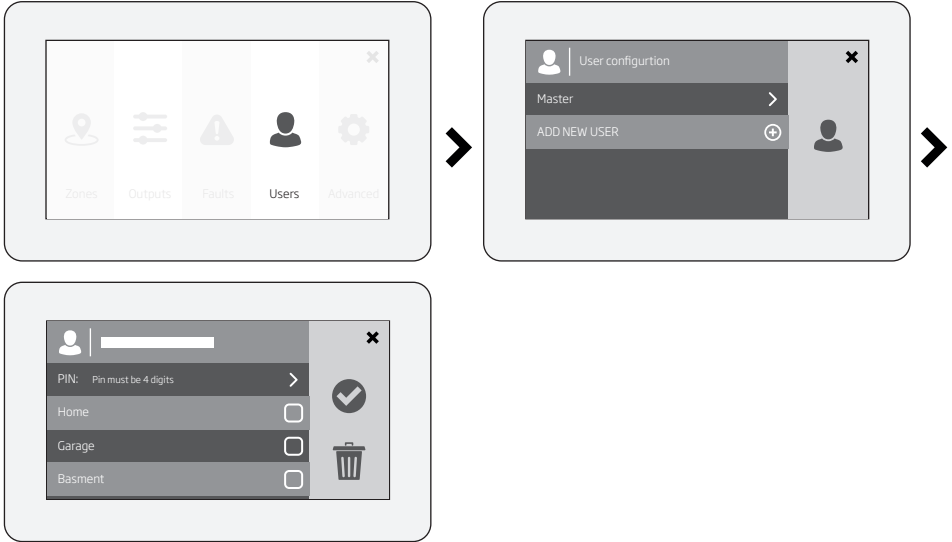 Zones Outputs Faults Users Advanced
User configurtion
Master
ADD NEW USER
PIN: Pin must be 4 digits
Home
Garage
Basment